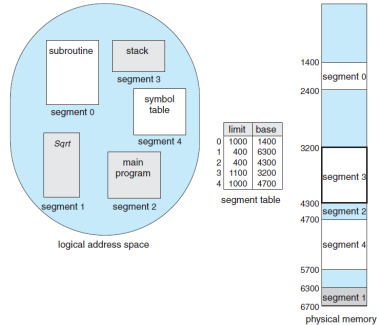 subroutine
segment 0
stack
segment 3
symbol
table
segment 4
Sqrt
segment 1
main
program
segment 2
logical address space
limit base
0 1000 1400
1 400 6300
2 400 4300
3 1100 3200
4 1000 4700
segment table
1400
segment 0
2400
3200
segment 3
4300
segment 2
4700
segment 4
5700
6300
segment 1
6700
physical memory